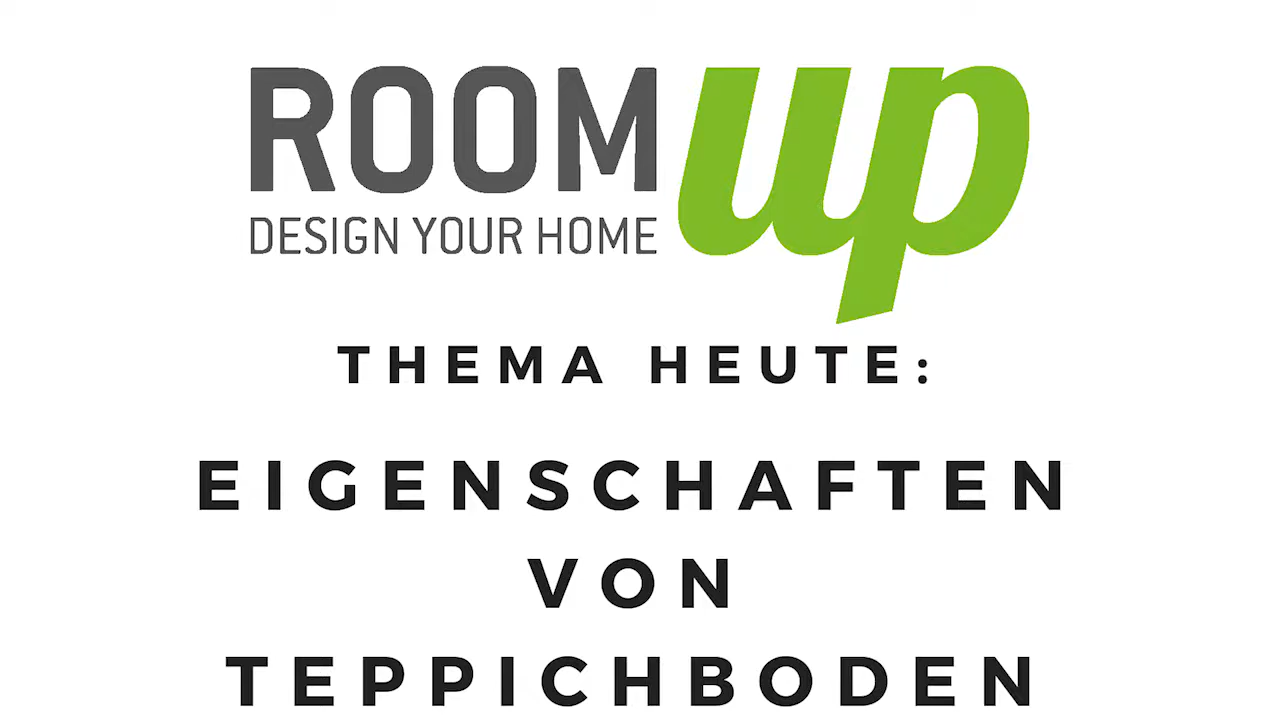 ROOM up
DESIGN YOUR HOME
THEMA HEUTE:
EIGENSCHAFTEN
VON
TEPPICHBODEN